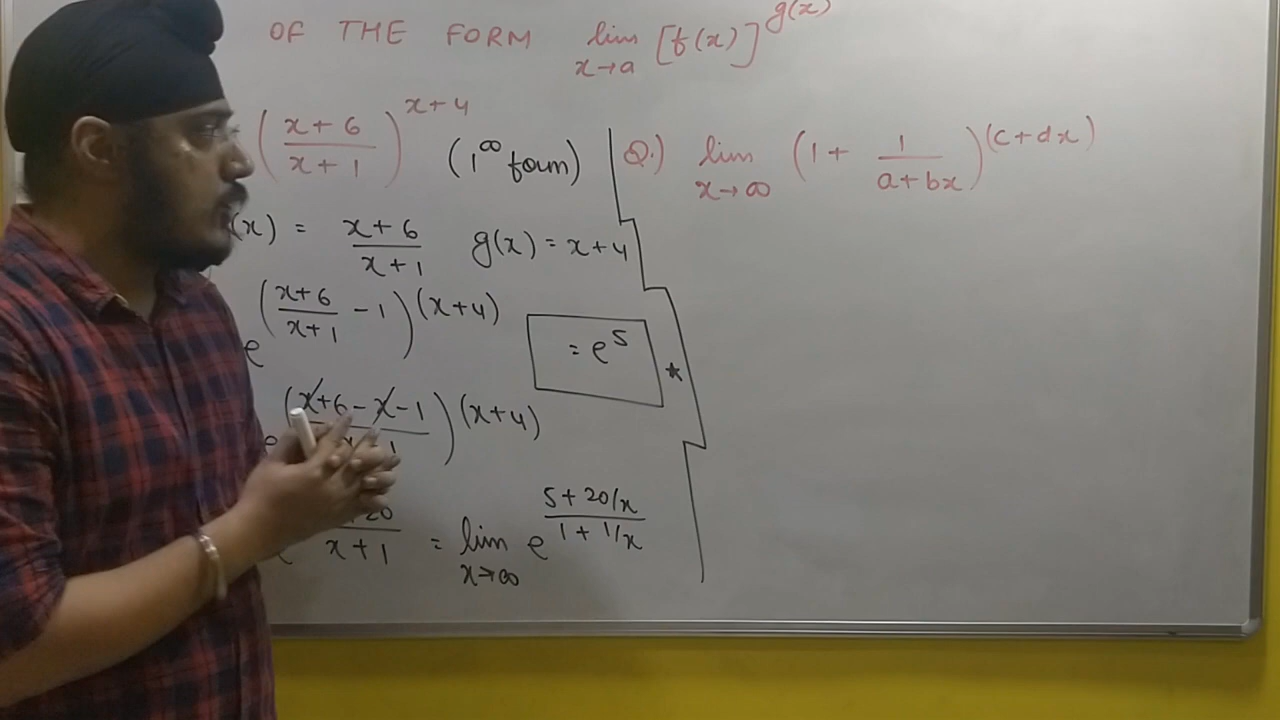 OF THE FORM lim [f(x)]^g(x)
x→a
(x+6 / x+1)^x+4 (1^∞ form)
(x) = x+6 / x+1 g(x) = x+4
e^(x+6 / x+1 - 1)(x+4)
= e^5
(x+6-x-1)(x+4)
20 / x+1 = lim e^5+20/x / 1+1/x
x→∞
Q.) lim (1+ 1 / a+bx)^(c+dx)
x→∞